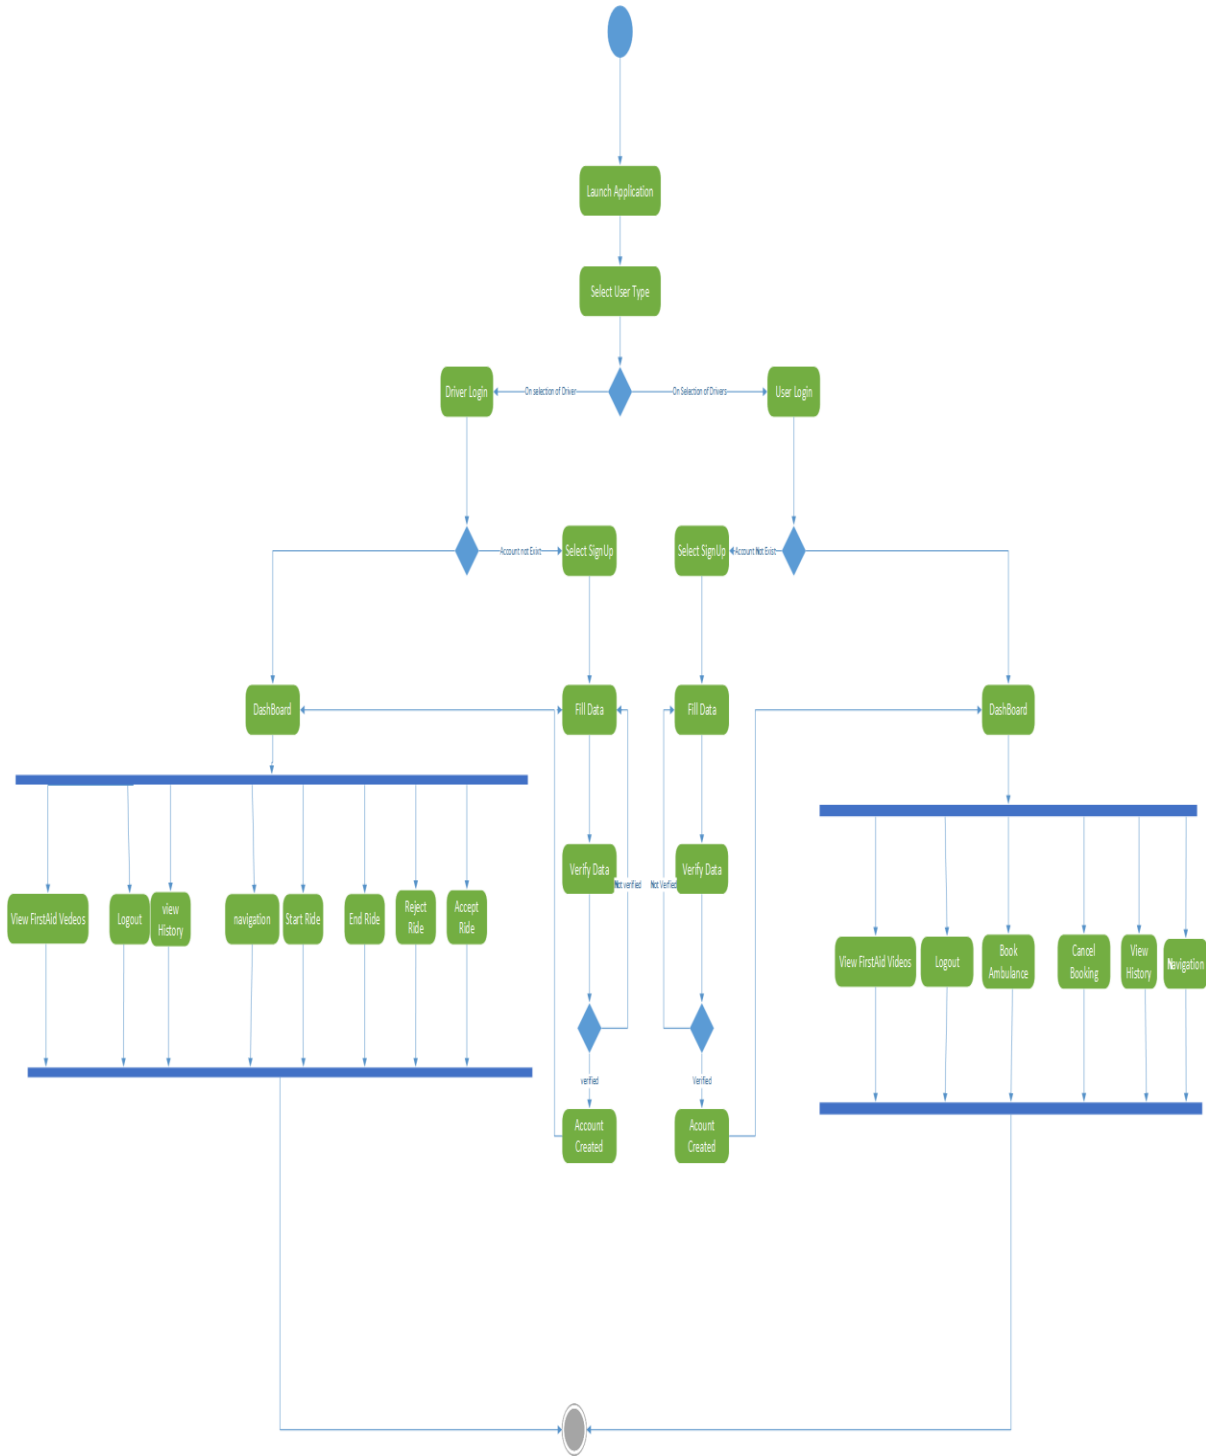 Launch Application
Select User Type
Driver Login
On selection of Driver
On Selection of Drivers
User Login
Account not Exist
Select SignUp
Select SignUp
Account Not Exist
DashBoard
Fill Data
Fill Data
DashBoard
Verify Data
Not verified
Not Verified
Verify Data
View FirstAid Vedeos
Logout
view
History
navigation
Start Ride
End Ride
Reject
Ride
Accept
Ride
View FirstAid Videos
Logout
Book
Ambulance
Cancel
Booking
View
History
Navigation
verified
Verified
Account
Created
Acount
Created